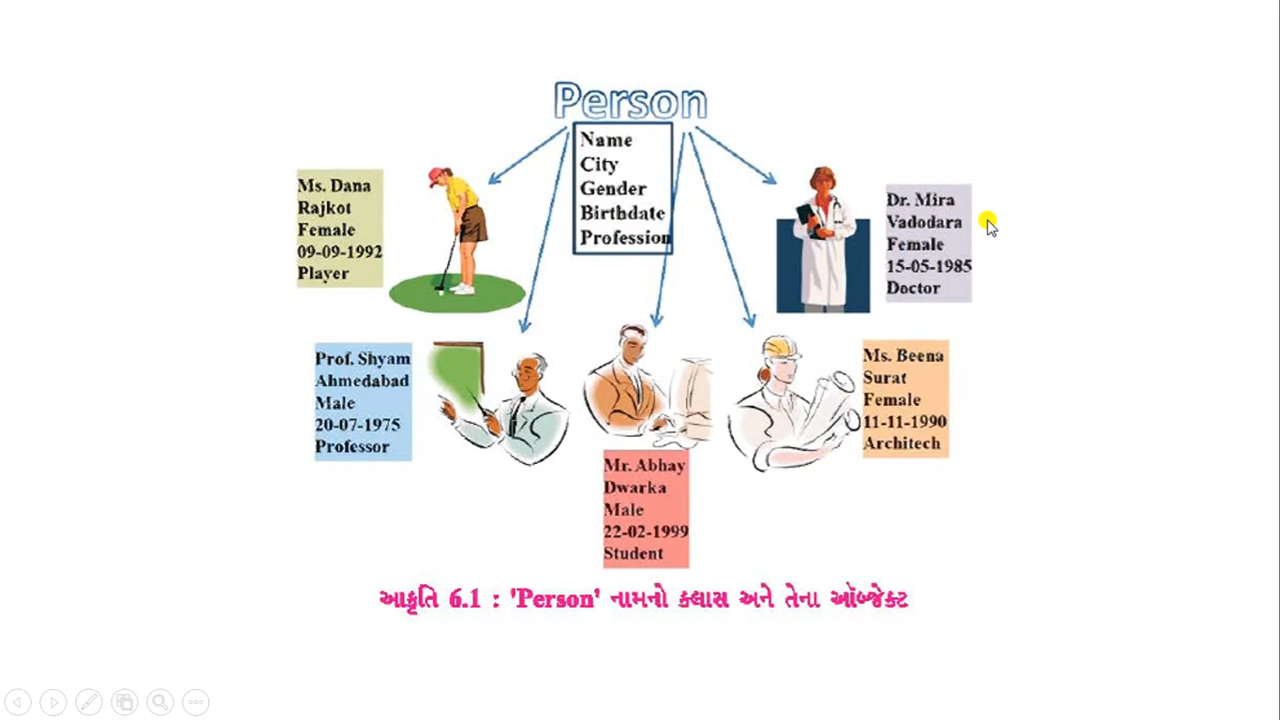 Person
Name
City
Gender
Birthdate
Profession
Ms. Dana
Rajkot
Female
09-09-1992
Player
Dr. Mira
Vadodara
Female
15-05-1985
Doctor
Prof. Shyam
Ahmedabad
Male
20-07-1975
Professor
Mr. Abhay
Dwarka
Male
22-02-1999
Student
Ms. Beena
Surat
Female
11-11-1990
Architech
આકૃતિ 6.1 : 'Person' નામનો ક્લાસ અને તેના ઑબ્જેક્ટ